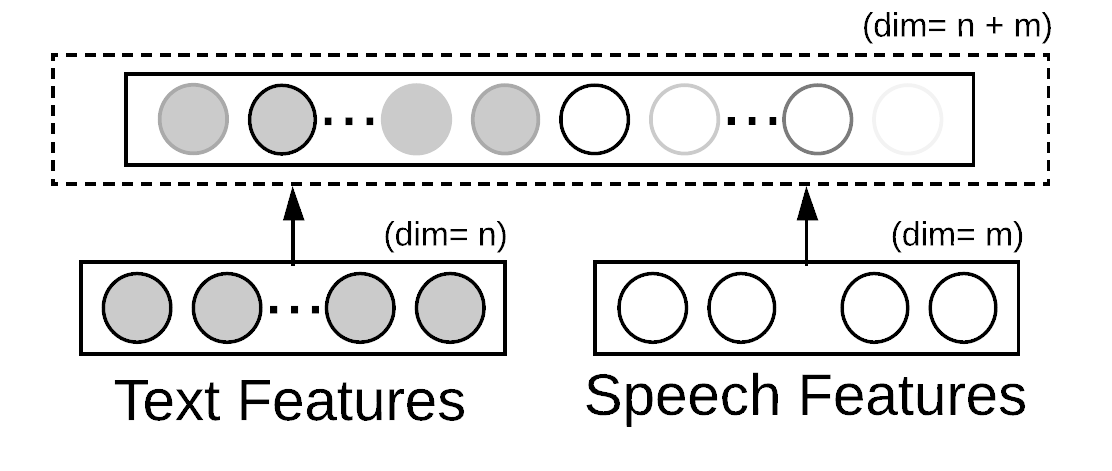 (dim= n + m)
(dim= n)
(dim= m)
Text Features
Speech Features